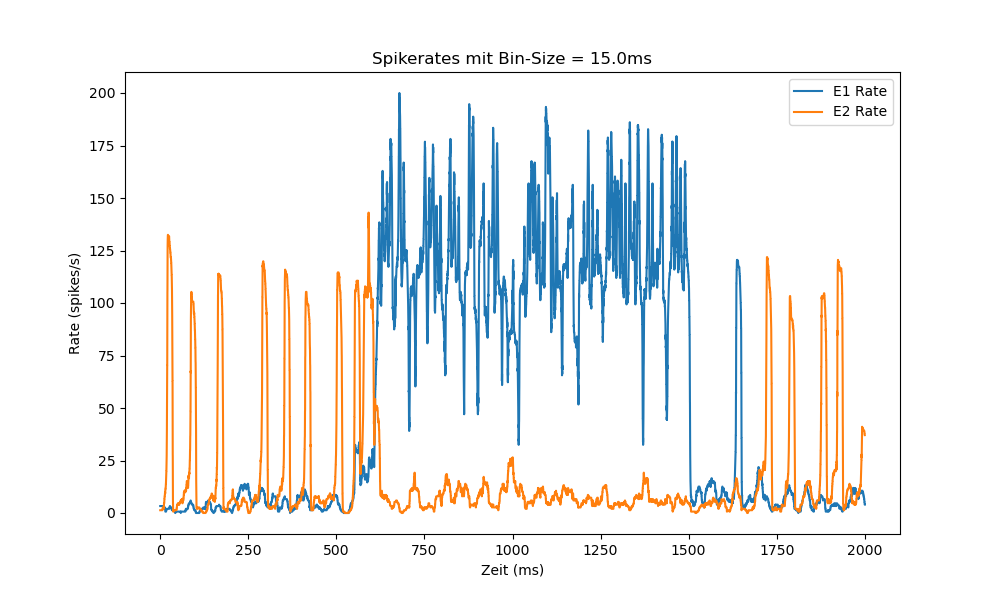 Spikerates mit Bin-Size = 15.0ms
E1 Rate
E2 Rate
Rate (spikes/s)
200
175
150
125
100
75
50
25
0
0 250 500 750 1000 1250 1500 1750 2000
Zeit (ms)